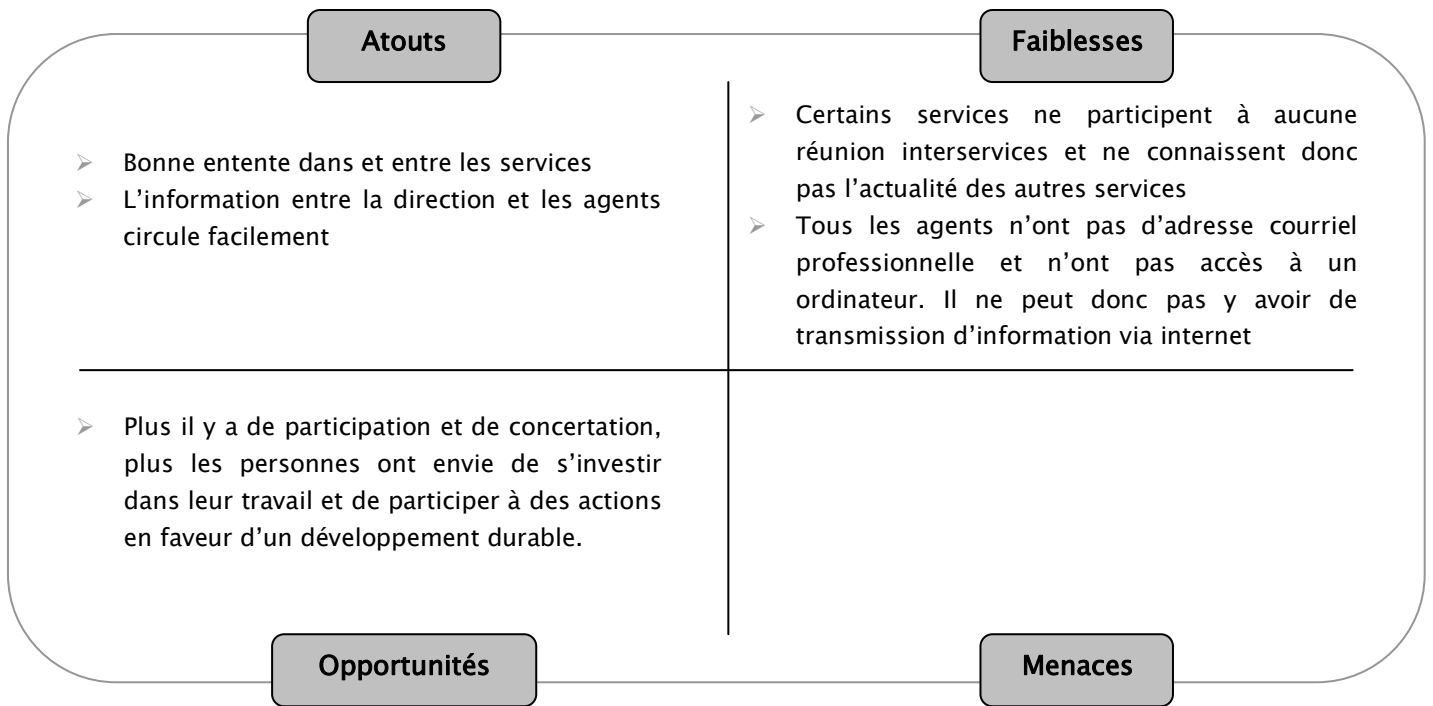 Atouts
Faiblesses
➢ Bonne entente dans et entre les services
➢ L’information entre la direction et les agents
circule facilement
➢ Certains services ne participent à aucune
réunion interservices et ne connaissent donc
pas l’actualité des autres services
➢ Tous les agents n’ont pas d’adresse courriel
professionnelle et n’ont pas accès à un
ordinateur. Il ne peut donc pas y avoir de
transmission d’information via internet
➢ Plus il y a de participation et de concertation,
plus les personnes ont envie de s’investir
dans leur travail et de participer à des actions
en faveur d’un développement durable.
Opportunités
Menaces